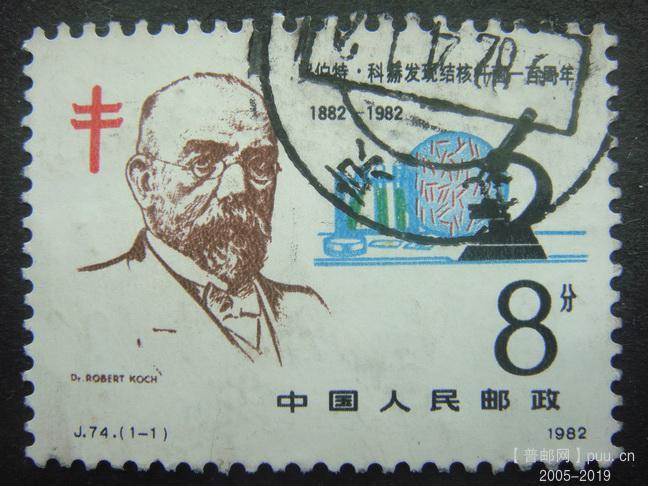 伯特·科赫发现结核杆菌一百周年
1882-1982
8分
Dr. ROBERT KOCH
中国人民邮政
J.74.(1-1)
1982
【普邮网】puu.cn
2005-2019